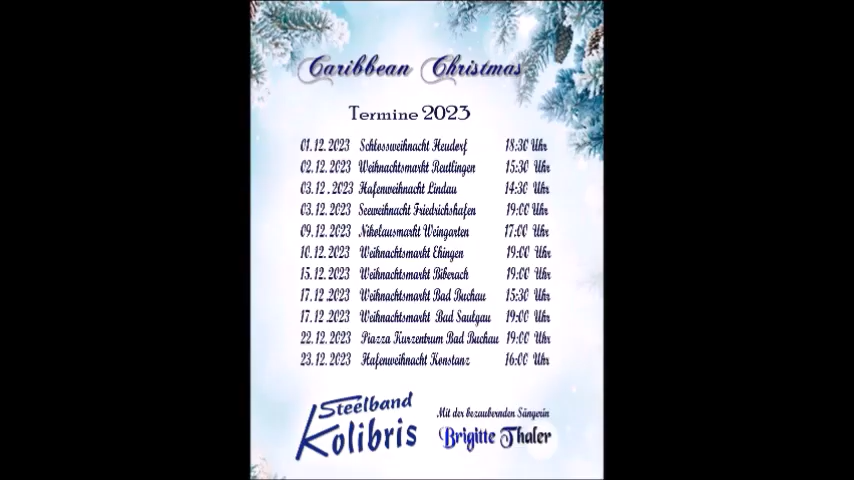 Caribbean Christmas
Termine 2023
01.12.2023 Schlossweihnacht Heudorf 18:30 Uhr
02.12.2023 Weihnachtsmarkt Reutlingen 15:30 Uhr
03.12.2023 Hafenweihnacht Lindau 14:30 Uhr
03.12.2023 Seeweihnacht Friedrichshafen 19:00 Uhr
09.12.2023 Nikolausmarkt Weingarten 17:00 Uhr
10.12.2023 Weihnachtsmarkt Ehingen 19:00 Uhr
15.12.2023 Weihnachtsmarkt Biberach 19:00 Uhr
17.12.2023 Weihnachtsmarkt Bad Buchau 15:30 Uhr
17.12.2023 Weihnachtsmarkt Bad Saulgau 19:00 Uhr
22.12.2023 Piazza Kurzentrum Bad Buchau 19:00 Uhr
23.12.2023 Hafenweihnacht Konstanz 16:00 Uhr
Steelband
Kolibris
Mit der bezaubernden Sängerin
Brigitte Thaler